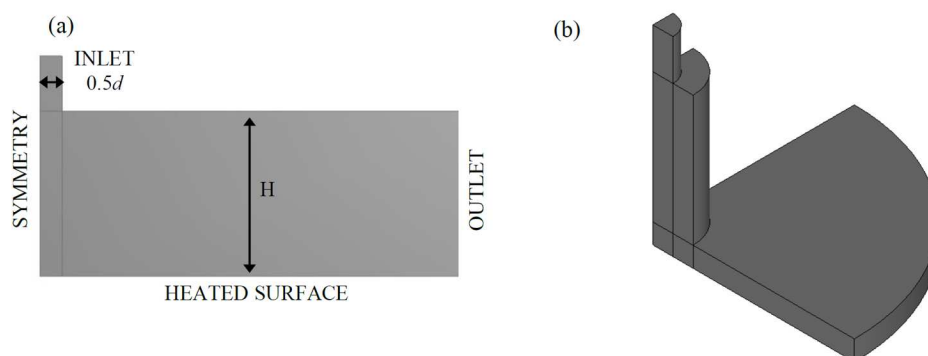 (a)
INLET
0.5d
SYMMETRY
H
OUTLET
HEATED SURFACE
(b)